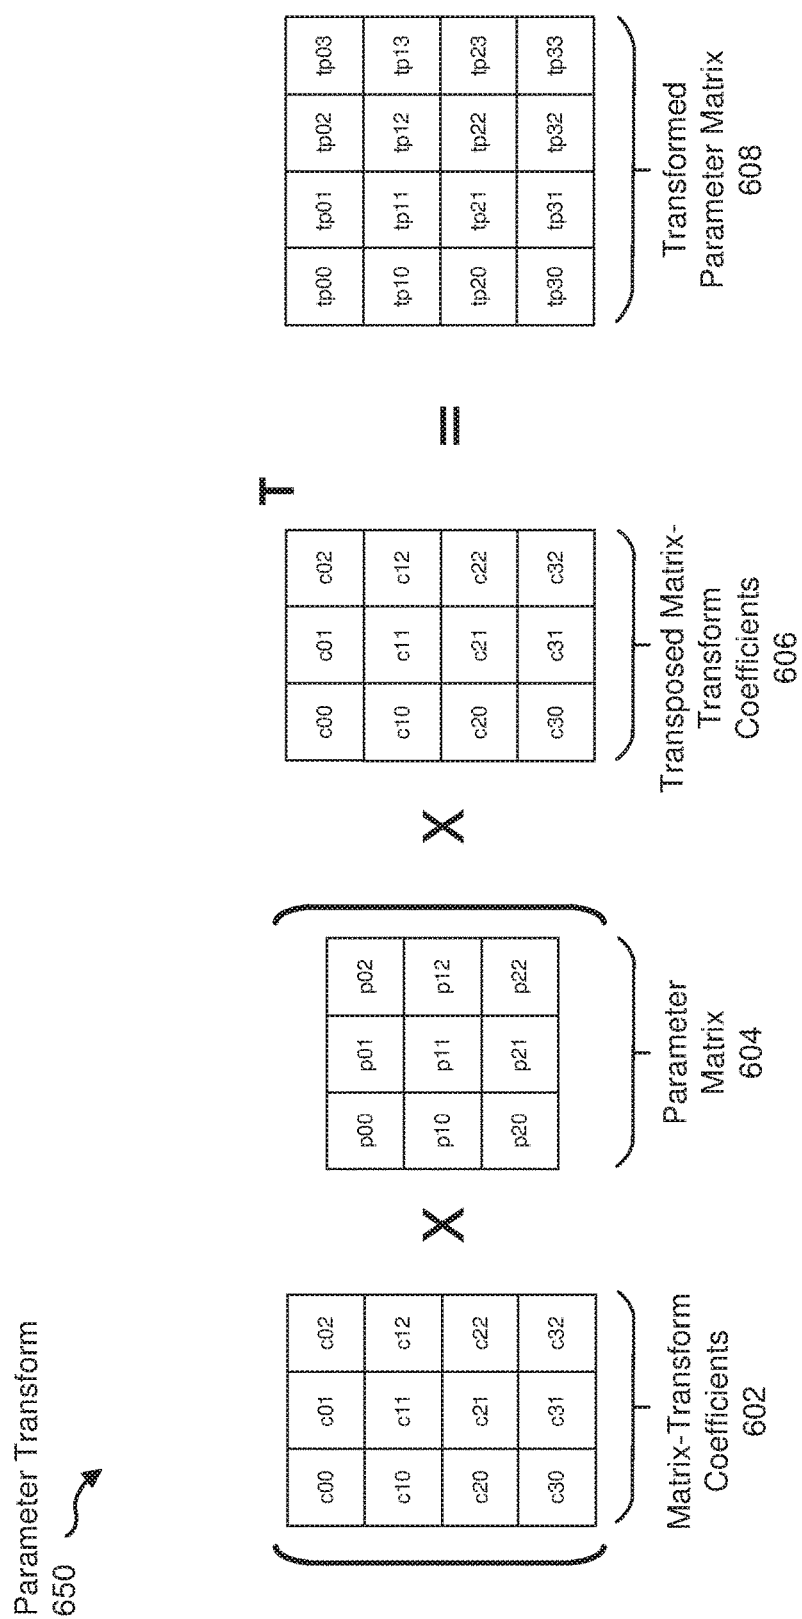 Parameter Transform
650
c00 c01 c02
c10 c11 c12
c20 c21 c22
c30 c31 c32
Matrix-Transform
Coefficients
602
X
p00 p01 p02
p10 p11 p12
p20 p21 p22
Parameter
Matrix
604
X
c00 c01 c02
c10 c11 c12
c20 c21 c22
c30 c31 c32
T
Transposed Matrix-
Transform
Coefficients
606
=
tp00 tp01 tp02 tp03
tp10 tp11 tp12 tp13
tp20 tp21 tp22 tp23
tp30 tp31 tp32 tp33
Transformed
Parameter Matrix
608